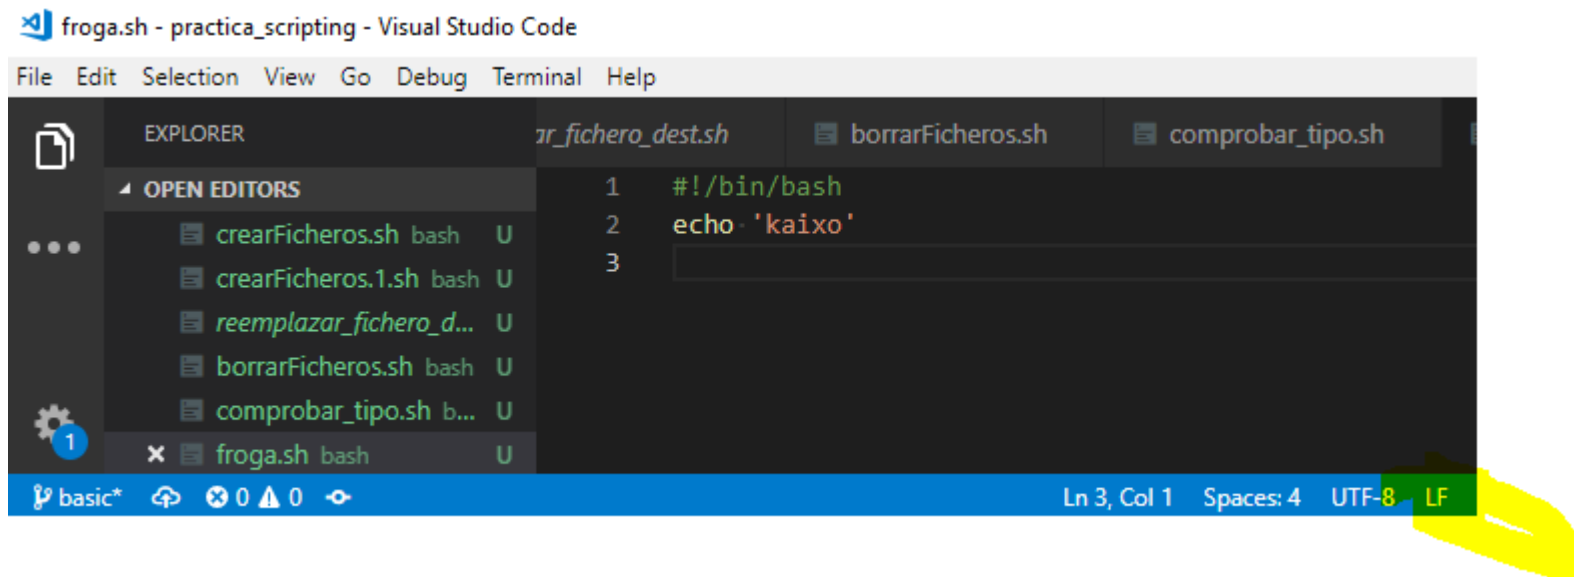 froga.sh - practica_scripting - Visual Studio Code
File Edit Selection View Go Debug Terminal Help
EXPLORER
OPEN EDITORS
crearFicheros.sh bash U
crearFicheros.1.sh bash U
reemplazar_fichero_d... U
borrarFicheros.sh bash U
comprobar_tipo.sh b... U
froga.sh bash U
1
ar_fichero_dest.sh borrarFicheros.sh comprobar_tipo.sh
1 #!/bin/bash
2 echo 'kaixo'
3
basic* 0 0 Ln 3, Col 1 Spaces: 4 UTF-8 LF